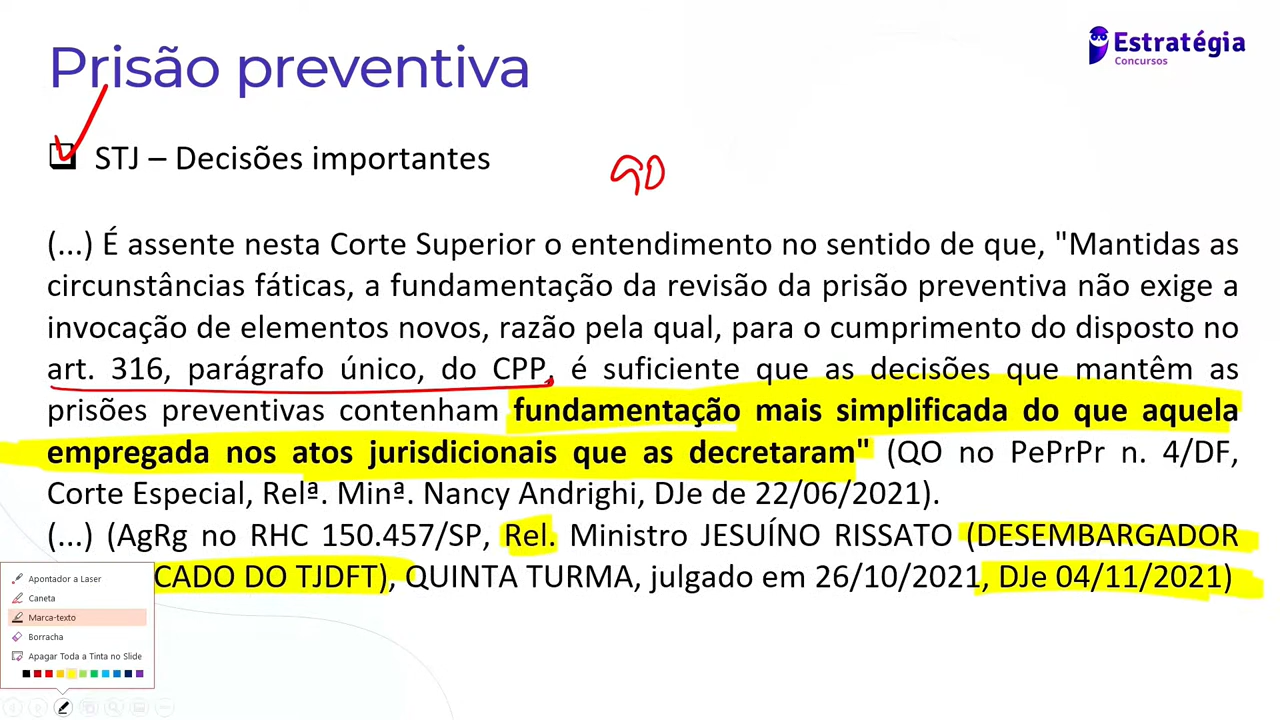 Prisão preventiva
Estratégia
Concursos
STJ – Decisões importantes
90
(...) É assente nesta Corte Superior o entendimento no sentido de que, "Mantidas as
circunstâncias fáticas, a fundamentação da revisão da prisão preventiva não exige a
invocação de elementos novos, razão pela qual, para o cumprimento do disposto no
art. 316, parágrafo único, do CPP, é suficiente que as decisões que mantêm as
prisões preventivas contenham fundamentação mais simplificada do que aquela
empregada nos atos jurisdicionais que as decretaram" (QO no PePrPr n. 4/DF,
Corte Especial, Relª. Minª. Nancy Andrighi, DJe de 22/06/2021).
(...) (AgRg no RHC 150.457/SP, Rel. Ministro JESUÍNO RISSATO (DESEMBARGADOR
CADO DO TJDFT), QUINTA TURMA, julgado em 26/10/2021, DJe 04/11/2021)
Apontador a Laser
Caneta
Marca-texto
Borracha
Apagar Toda a Tinta no Slide